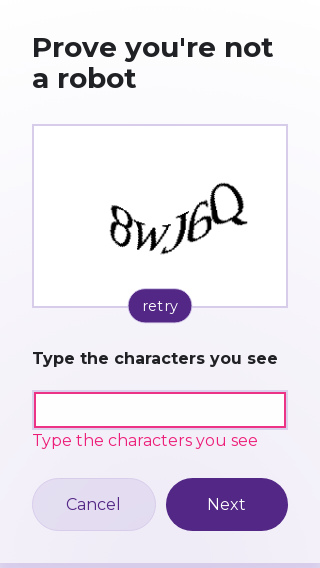 Prove you're not
a robot
8wJ6Q
retry
Type the characters you see
Type the characters you see
Cancel
Next